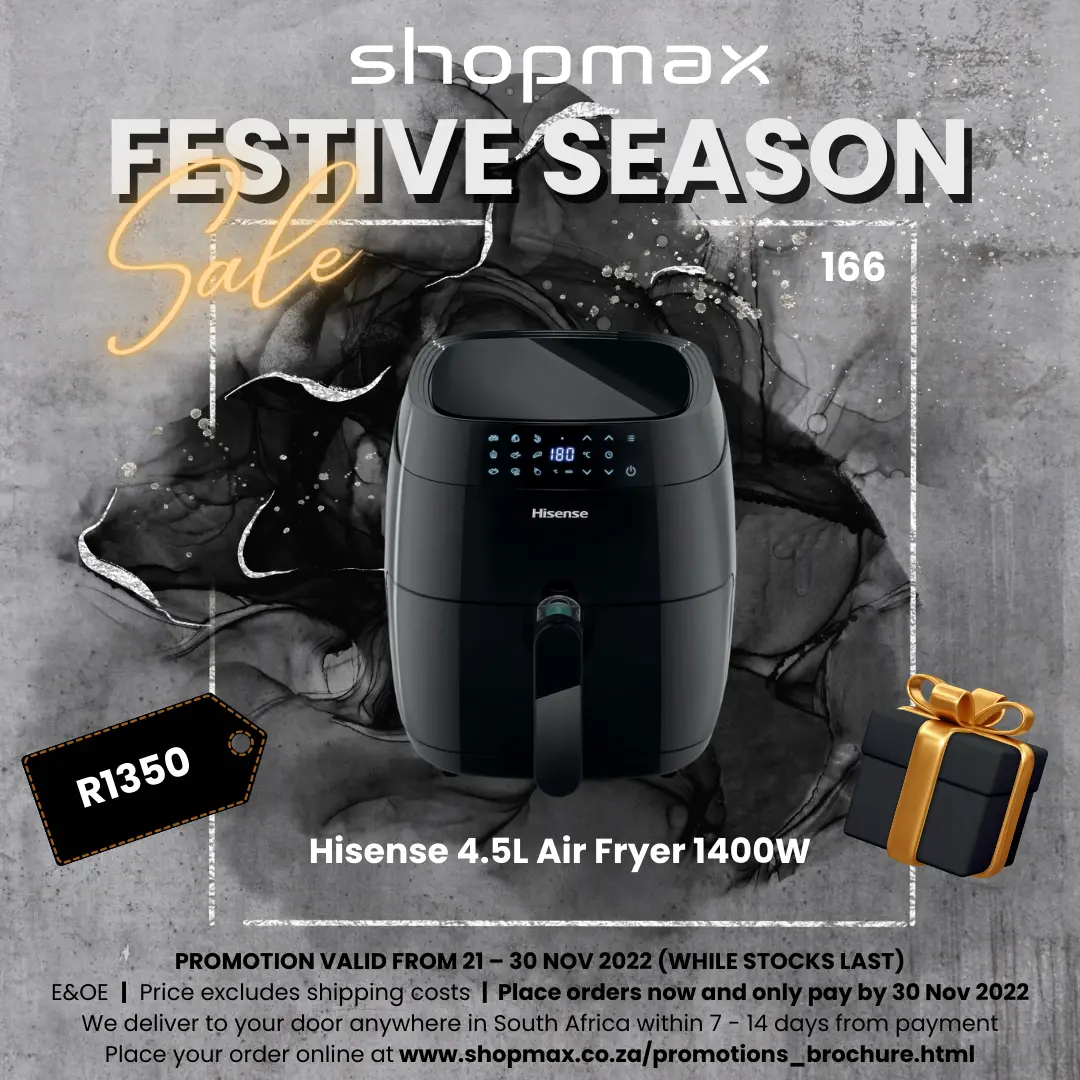 shopmax
FESTIVE SEASON
Sale
166
180
°C
Hisense
R1350
Hisense 4.5L Air Fryer 1400W
PROMOTION VALID FROM 21 – 30 NOV 2022 (WHILE STOCKS LAST)
E&OE | Price excludes shipping costs | Place orders now and only pay by 30 Nov 2022
We deliver to your door anywhere in South Africa within 7 - 14 days from payment
Place your order online at www.shopmax.co.za/promotions_brochure.html